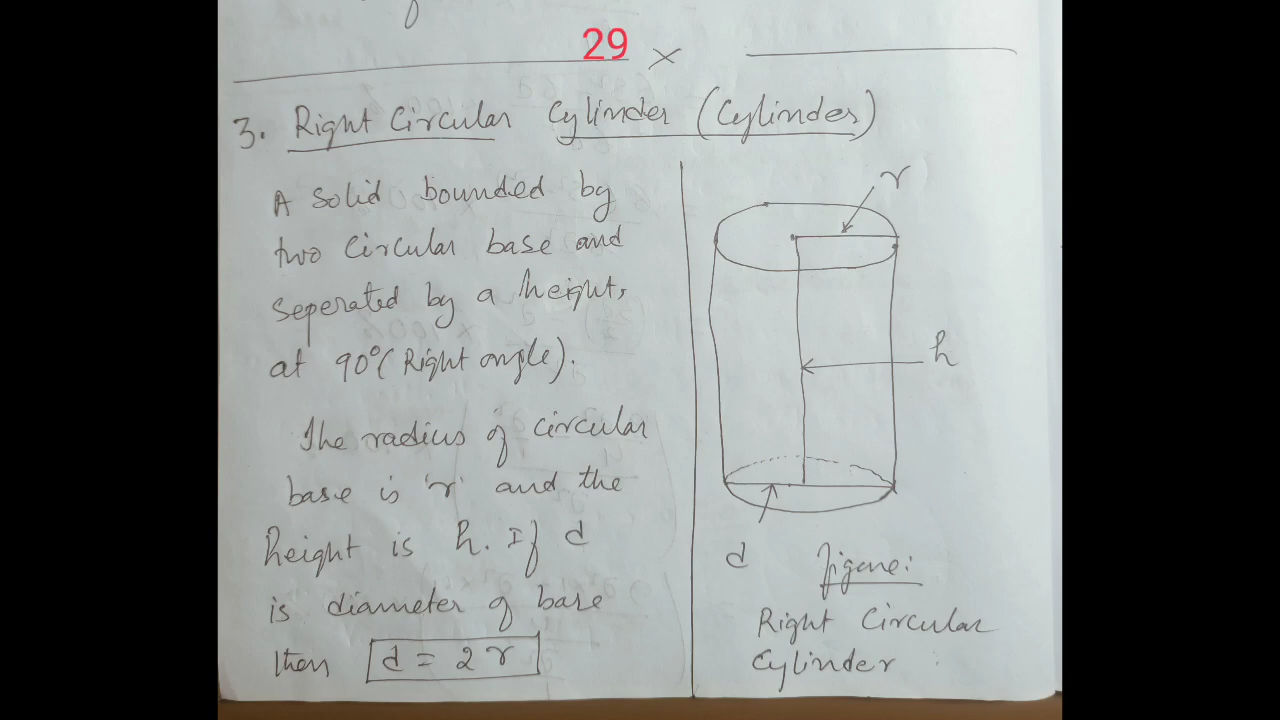 29 ×
3. Right Circular Cylinder (Cylinder)
A solid bounded by
two circular base and
seperated by a height,
at 90° (Right angle).
The radius of circular
base is 'r' and the
height is h. If d
is diameter of base
then d = 2r
r
h
d
figure:
Right Circular
Cylinder